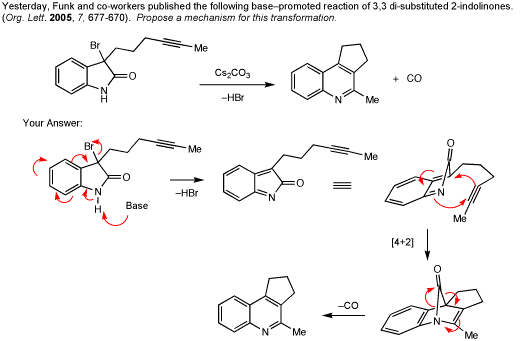 Yesterday, Funk and co-workers published the following base–promoted reaction of 3,3 di-substituted 2-indolinones.
(Org. Lett. 2005, 7, 677-670). Propose a mechanism for this transformation.
Br
Me
O
N
H
Cs2CO3
–HBr
N
Me
+ CO
Your Answer:
Br
Me
O
N
H
Base
–HBr
Me
O
N
O
N
Me
[4+2]
O
N
Me
–CO
N
Me